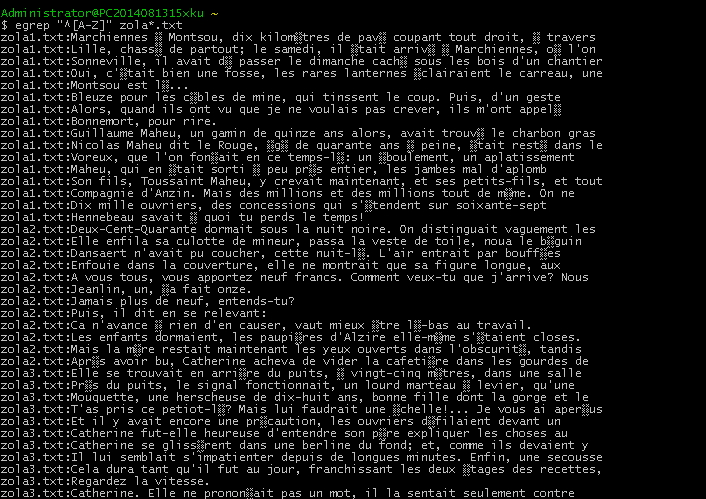 Administrator@PC2014081315xku ~
$ egrep "^[A-Z]" zola*.txt
zola1.txt:Marchiennes ▒ Montsou, dix kilom▒tres de pav▒ coupant tout droit, ▒ travers
zola1.txt:Lille, chass▒ de partout; le samedi, il ▒tait arriv▒ ▒ Marchiennes, o▒ l'on
zola1.txt:Sonneville, il avait d▒ passer le dimanche cach▒ sous les bois d'un chantier
zola1.txt:Oui, c'▒tait bien une fosse, les rares lanternes ▒clairaient le carreau, une
zola1.txt:Montsou est l▒...
zola1.txt:Bleuze pour les c▒bles de mine, qui tinssent le coup. Puis, d'un geste
zola1.txt:Alors, quand ils ont vu que je ne voulais pas crever, ils m'ont appel▒
zola1.txt:Bonnemort, pour rire.
zola1.txt:Guillaume Maheu, un gamin de quinze ans alors, avait trouv▒ le charbon gras
zola1.txt:Nicolas Maheu dit le Rouge, ▒g▒ de quarante ans ▒ peine, ▒tait rest▒ dans le
zola1.txt:Voreux, que l'on fon▒ait en ce temps-l▒: un ▒boulement, un aplatissement
zola1.txt:Maheu, qui en ▒tait sorti ▒ peu pr▒s entier, les jambes mal d'aplomb
zola1.txt:Son fils, Toussaint Maheu, y crevait maintenant, et ses petits-fils, et tout
zola1.txt:Compagnie d'Anzin. Mais des millions et des millions tout de m▒me. On ne
zola1.txt:Dix mille ouvriers, des concessions qui s'▒tendent sur soixante-sept
zola1.txt:Hennebeau savait ▒ quoi tu perds le temps!
zola2.txt:Deux-Cent-Quarante dormait sous la nuit noire. On distinguait vaguement les
zola2.txt:Elle enfila sa culotte de mineur, passa la veste de toile, noua le b▒guin
zola2.txt:Dansaert n'avait pu coucher, cette nuit-l▒. L'air entrait par bouff▒es
zola2.txt:Enfouie dans la couverture, elle ne montrait que sa figure longue, aux
zola2.txt:A vous tous, vous apportez neuf francs. Comment veux-tu que j'arrive? Nous
zola2.txt:Jeanlin, un, ▒a fait onze.
zola2.txt:Jamais plus de neuf, entends-tu?
zola2.txt:Puis, il dit en se relevant:
zola2.txt:Ca n'avance ▒ rien d'en causer, vaut mieux ▒tre l▒-bas au travail.
zola2.txt:Les enfants dormaient, les paupi▒res d'Alzire elle-m▒me s'▒taient closes.
zola2.txt:Mais la m▒re restait maintenant les yeux ouverts dans l'obscurit▒, tandis
zola2.txt:Apr▒s avoir bu, Catherine acheva de vider la cafeti▒re dans les gourdes de
zola3.txt:Elle se trouvait en arri▒re du puits, ▒ vingt-cinq m▒tres, dans une salle
zola3.txt:Pr▒s du puits, le signal fonctionnait, un lourd marteau ▒ levier, qu'une
zola3.txt:Mouquette, une herscheuse de dix-huit ans, bonne fille dont la gorge et le
zola3.txt:T'as pris ce petiot-l▒? Mais lui faudrait une ▒chelle!... Je vous ai aper▒us
zola3.txt:Et il y avait encore une pr▒caution, les ouvriers d▒filaient devant un
zola3.txt:Catherine fut-elle heureuse d'entendre son p▒re expliquer les choses au
zola3.txt:Catherine se gliss▒rent dans une berline du fond; et, comme ils devaient y
zola3.txt:Il lui semblait s'impatienter depuis de longues minutes. Enfin, une secousse
zola3.txt:Cela dura tant qu'il fut au jour, franchissant les deux ▒tages des recettes,
zola3.txt:Regardez la vitesse.
zola3.txt:Catherine. Elle ne pronon▒ait pas un mot, il la sentait seulement contre